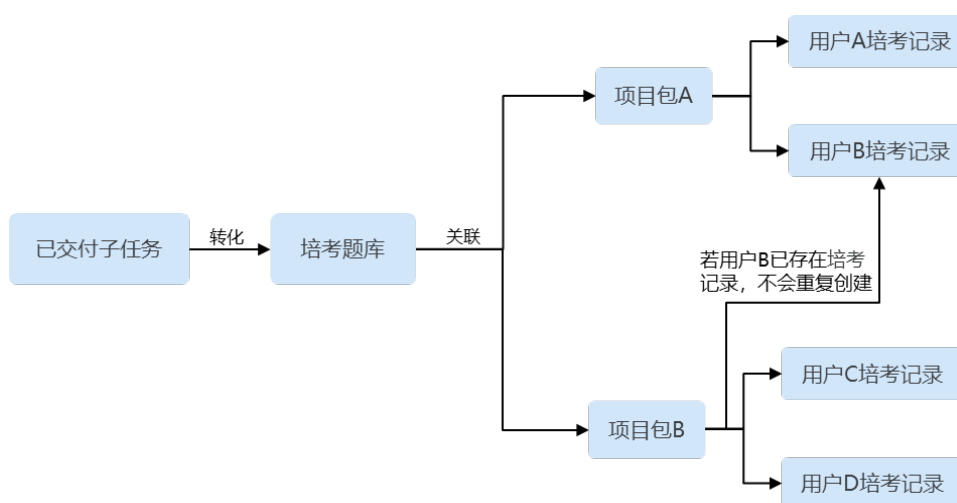 用户A培考记录
项目包A
用户B培考记录
已交付子任务
转化
培考题库
关联
若用户B已存在培考
记录，不会重复创建
用户C培考记录
项目包B
用户D培考记录